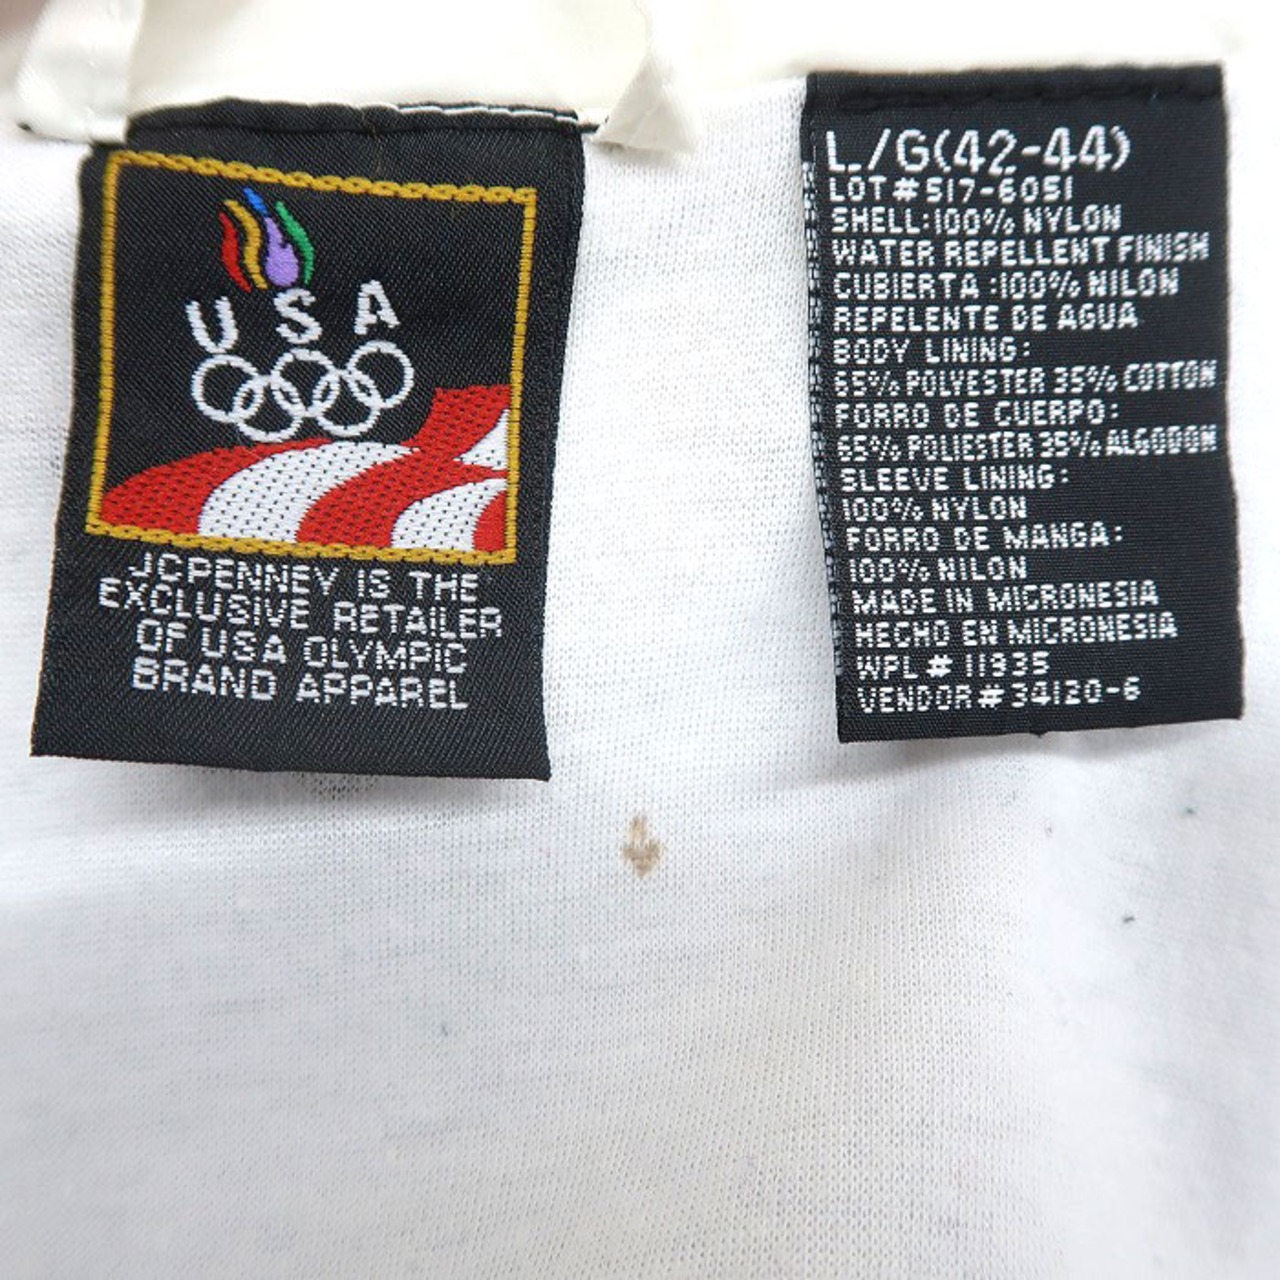 USA
JCPENNEY IS THE
EXCLUSIVE RETAILER
OF USA OLYMPIC
BRAND APPAREL
L/G(42-44)
LOT#517-6051
SHELL:100% NYLON
WATER REPELLENT FINISH
CUBIERTA:100% NILON
REPELENTE DE AGUA
BODY LINING:
65% POLYESTER 35% COTTON
FORRO DE CUERPO:
65% POLIESTER 35% ALGODON
SLEEVE LINING:
100% NYLON
FORRO DE MANGA:
100% NILON
MADE IN MICRONESIA
HECHO EN MICRONESIA
WPL # 11935
VENDOR# 34120-6